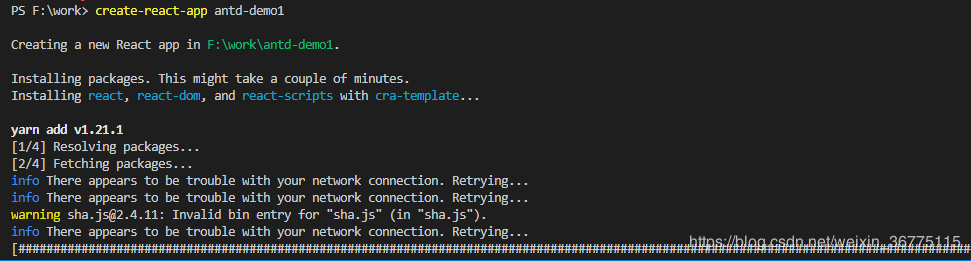 PS F:\work> create-react-app antd-demo1
Creating a new React app in F:\work\antd-demo1.
Installing packages. This might take a couple of minutes.
Installing react, react-dom, and react-scripts with cra-template...
yarn add v1.21.1
[1/4] Resolving packages...
[2/4] Fetching packages...
info There appears to be trouble with your network connection. Retrying...
info There appears to be trouble with your network connection. Retrying...
warning sha.js@2.4.11: Invalid bin entry for "sha.js" (in "sha.js").
info There appears to be trouble with your network connection. Retrying...
[########################################################################################################################################
https://blog.csdn.net/weixin_36775115